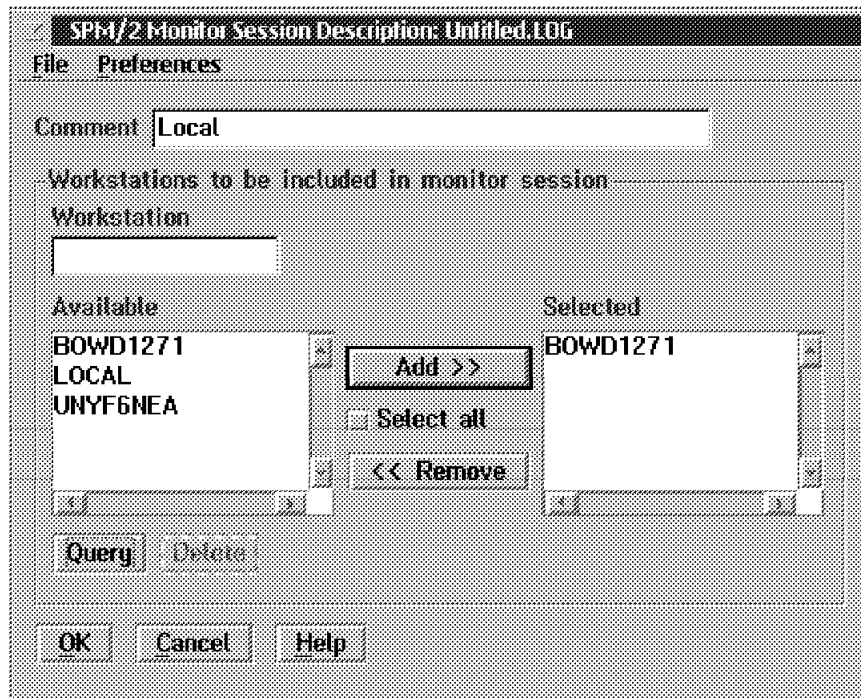 SPM/2 Monitor Session Description: Untitled.LOG
File Preferences
Comment Local
Workstations to be included in monitor session
Workstation
Available
BOWD1271
LOCAL
UNYF6NEA
Add >>
Select all
<< Remove
Selected
BOWD1271
Query Delete
OK Cancel Help